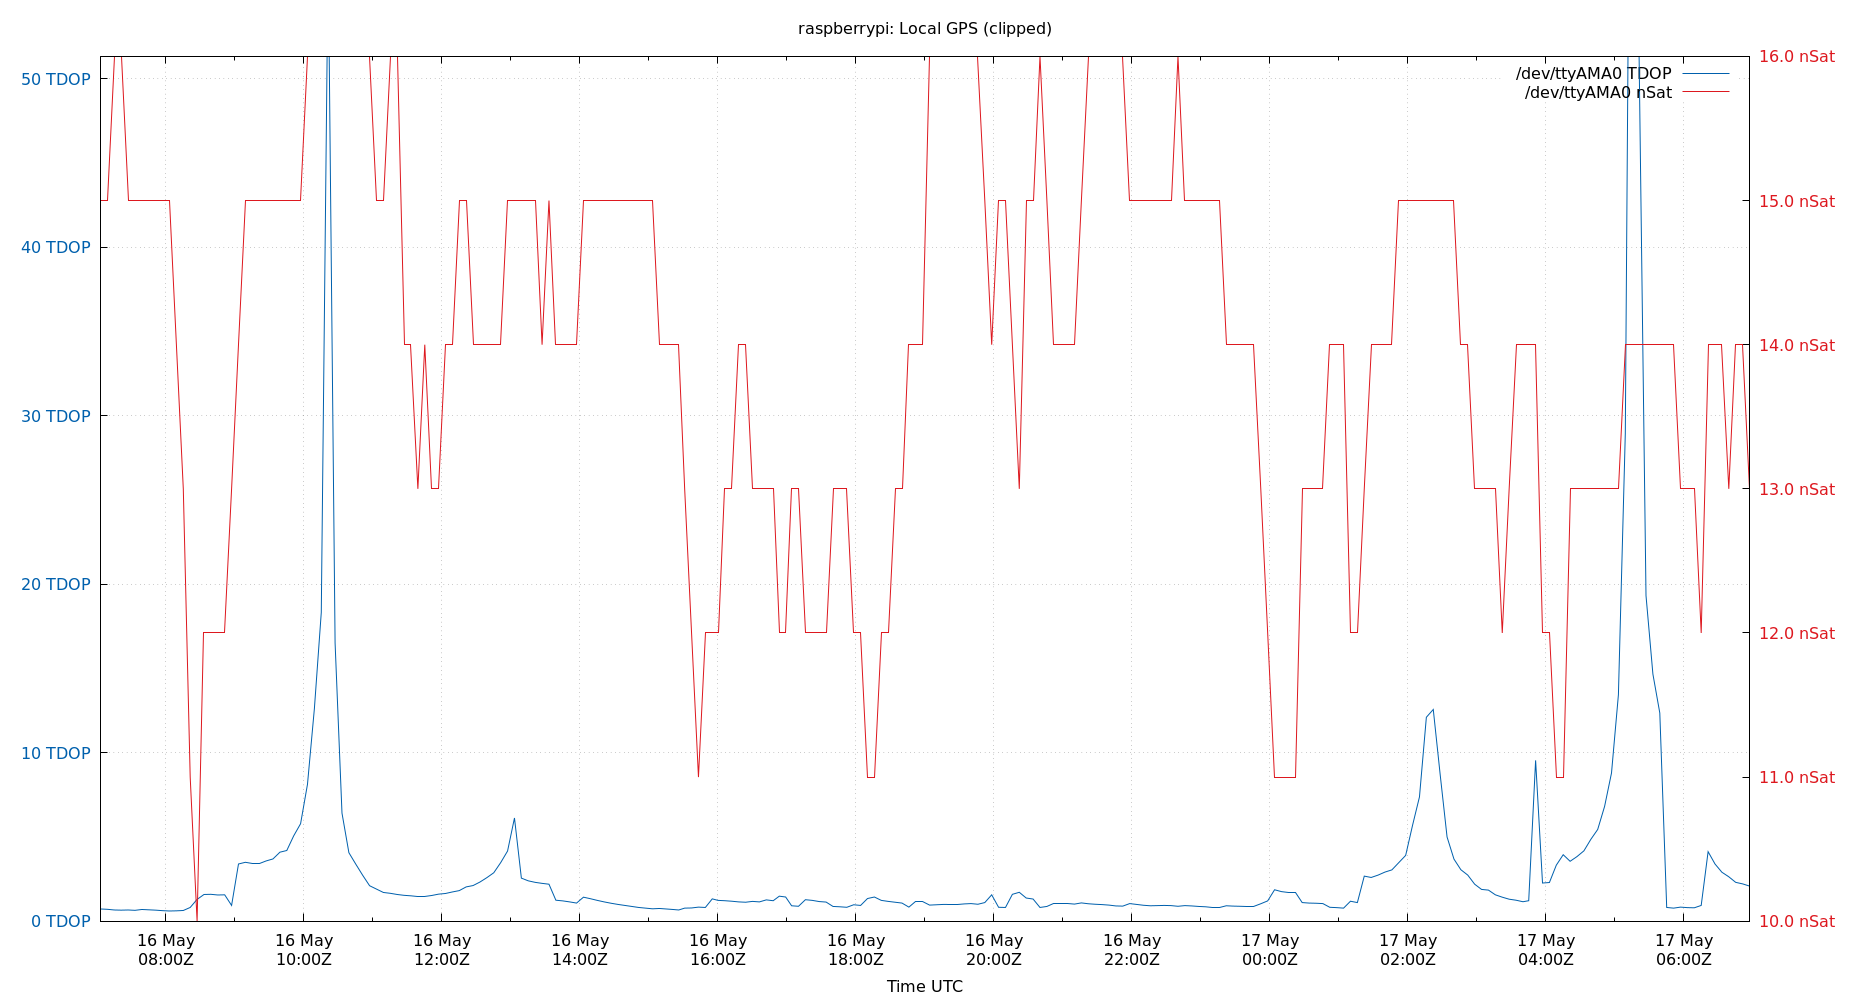 raspberrypi: Local GPS (clipped)
50 TDOP
40 TDOP
30 TDOP
20 TDOP
10 TDOP
0 TDOP
16.0 nSat
15.0 nSat
14.0 nSat
13.0 nSat
12.0 nSat
11.0 nSat
10.0 nSat
/dev/ttyAMA0 TDOP
/dev/ttyAMA0 nSat
16 May
08:00Z
16 May
10:00Z
16 May
12:00Z
16 May
14:00Z
16 May
16:00Z
16 May
18:00Z
16 May
20:00Z
16 May
22:00Z
17 May
00:00Z
17 May
02:00Z
17 May
04:00Z
17 May
06:00Z
Time UTC